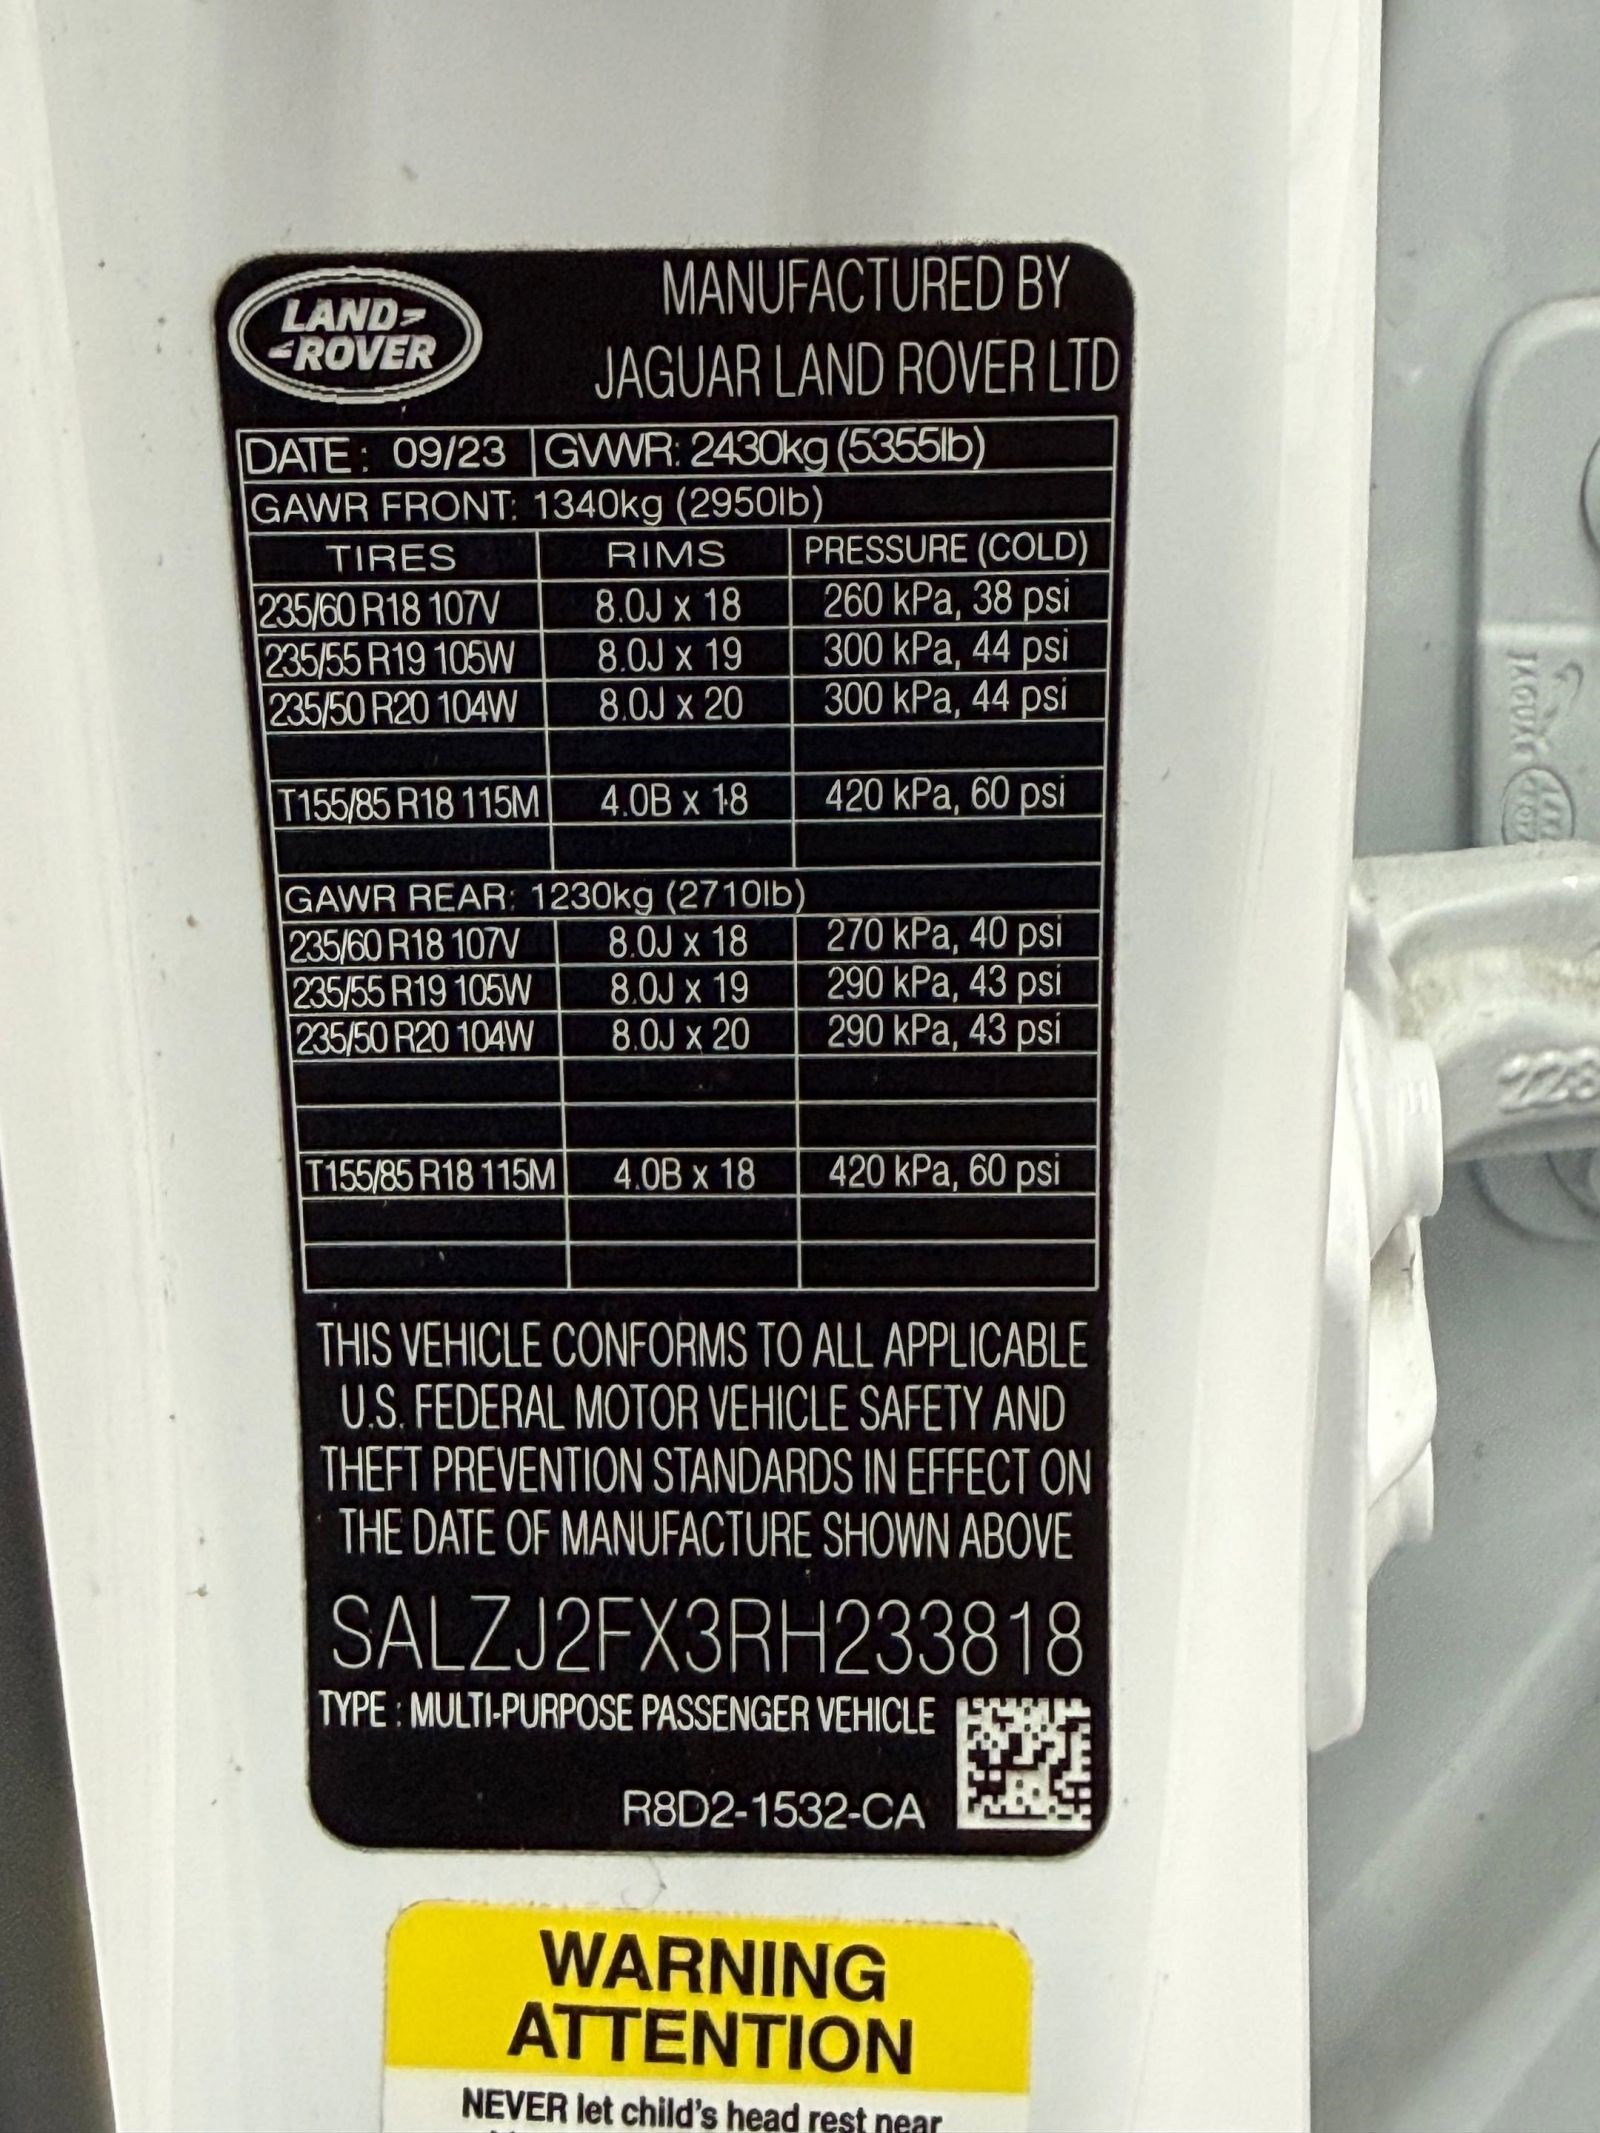 LAND
ROVER
MANUFACTURED BY
JAGUAR LAND ROVER LTD
DATE: 09/23 GVWR: 2430kg (5355lb)
GAWR FRONT: 1340kg (2950lb)
TIRES RIMS PRESSURE (COLD)
235/60 R18 107V 8.0J x 18 260 kPa, 38 psi
235/55 R19 105W 8.0J x 19 300 kPa, 44 psi
235/50 R20 104W 8.0J x 20 300 kPa, 44 psi
T155/85 R18 115M 4.0B x 18 420 kPa, 60 psi
GAWR REAR: 1230kg (2710lb)
235/60 R18 107V 8.0J x 18 270 kPa, 40 psi
235/55 R19 105W 8.0J x 19 290 kPa, 43 psi
235/50 R20 104W 8.0J x 20 290 kPa, 43 psi
T155/85 R18 115M 4.0B x 18 420 kPa, 60 psi
THIS VEHICLE CONFORMS TO ALL APPLICABLE
U.S. FEDERAL MOTOR VEHICLE SAFETY AND
THEFT PREVENTION STANDARDS IN EFFECT ON
THE DATE OF MANUFACTURE SHOWN ABOVE
SALZJ2FX3RH233818
TYPE : MULTI-PURPOSE PASSENGER VEHICLE
R8D2-1532-CA
WARNING
ATTENTION
NEVER let child's head rest near
JAGUAR
LAND
ROVER
228